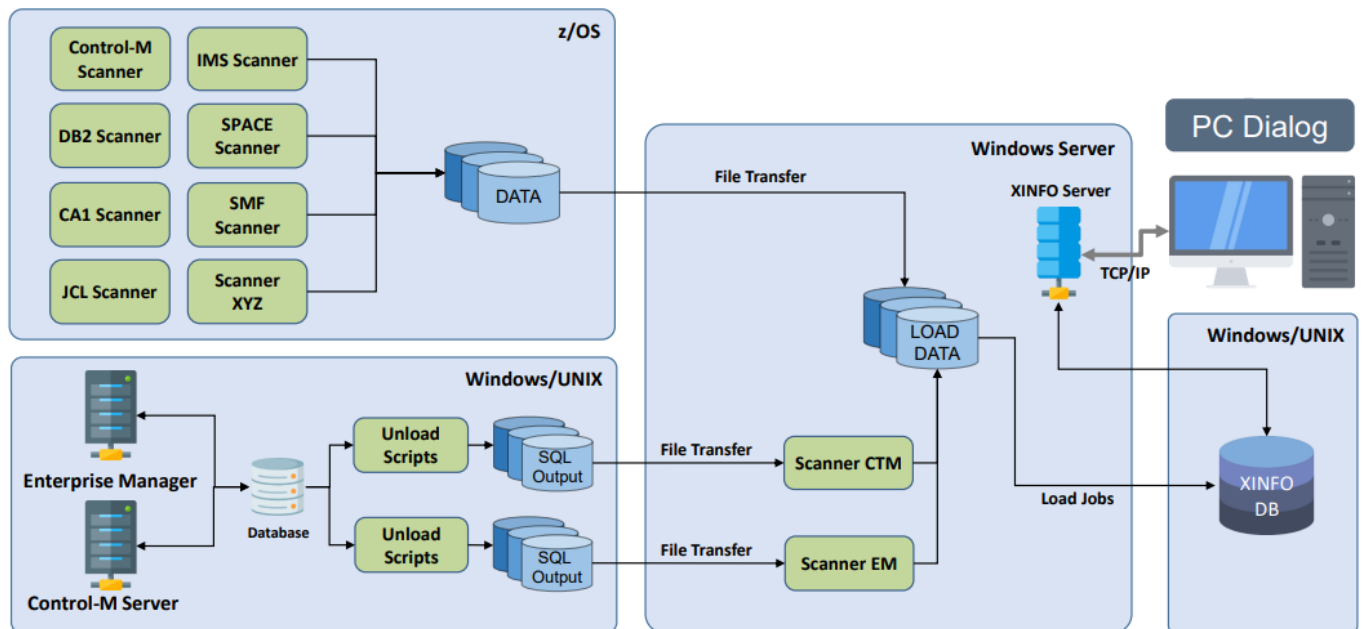 z/OS
Control-M
Scanner
IMS Scanner
DB2 Scanner
SPACE
Scanner
CA1 Scanner
SMF
Scanner
JCL Scanner
Scanner
XYZ
DATA
File Transfer
Windows Server
XINFO Server
PC Dialog
TCP/IP
LOAD
DATA
Windows/UNIX
Enterprise Manager
Control-M Server
Database
Unload
Scripts
SQL
Output
File Transfer
Scanner CTM
Unload
Scripts
SQL
Output
File Transfer
Scanner EM
Load Jobs
Windows/UNIX
XINFO
DB